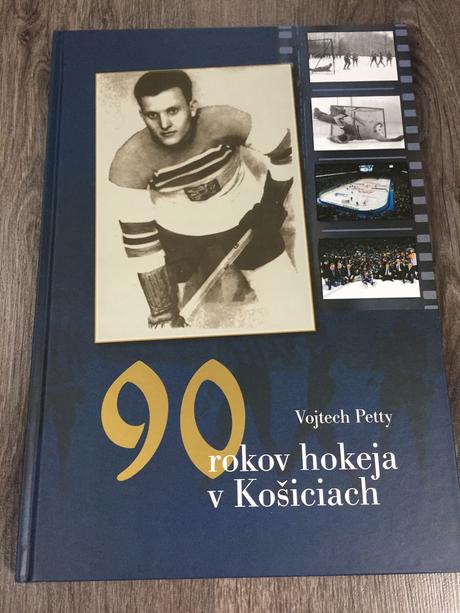 Vojtech Petty
90
rokov hokeja
v Košiciach